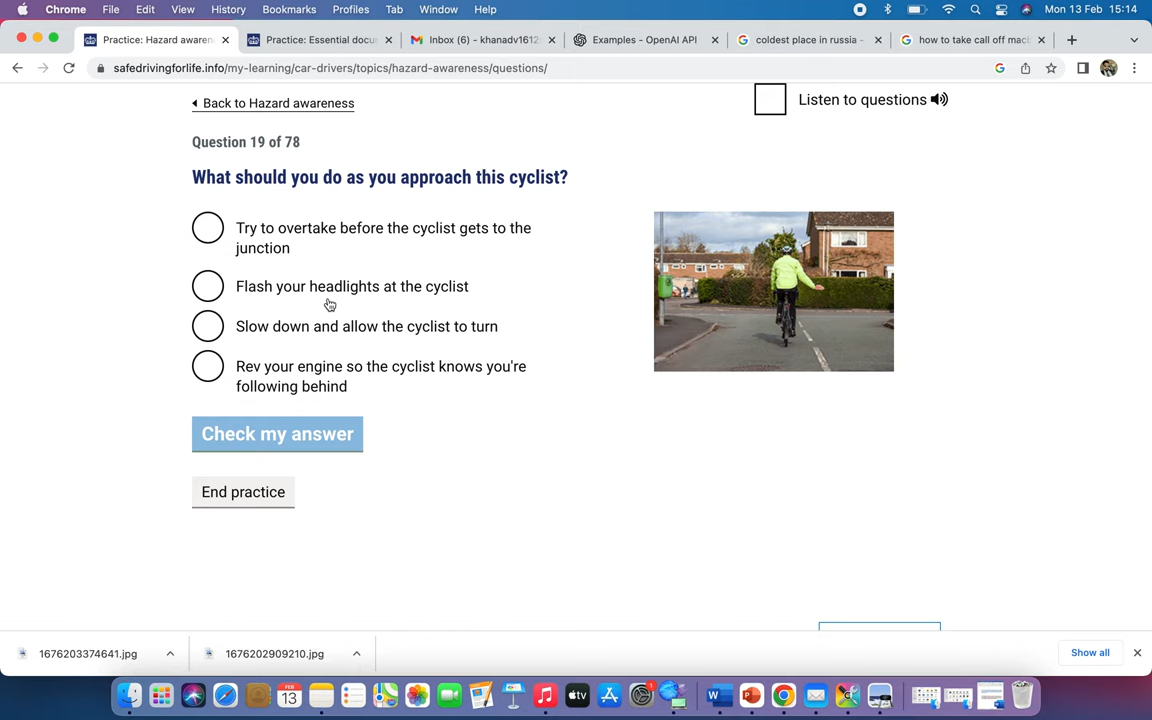 Chrome File Edit View History Bookmarks Profiles Tab Window Help Mon 13 Feb 15:14
Practice: Hazard awaren Practice: Essential docu Inbox (6) - khanadv1612 Examples - OpenAI API coldest place in russia - how to take call off mac
safedrivingforlife.info/my-learning/car-drivers/topics/hazard-awareness/questions/
Back to Hazard awareness
Listen to questions
Question 19 of 78
What should you do as you approach this cyclist?
Try to overtake before the cyclist gets to the
junction
Flash your headlights at the cyclist
Slow down and allow the cyclist to turn
Rev your engine so the cyclist knows you're
following behind
Check my answer
End practice
1676203374641.jpg 1676202909210.jpg Show all
FEB
13
tv
1